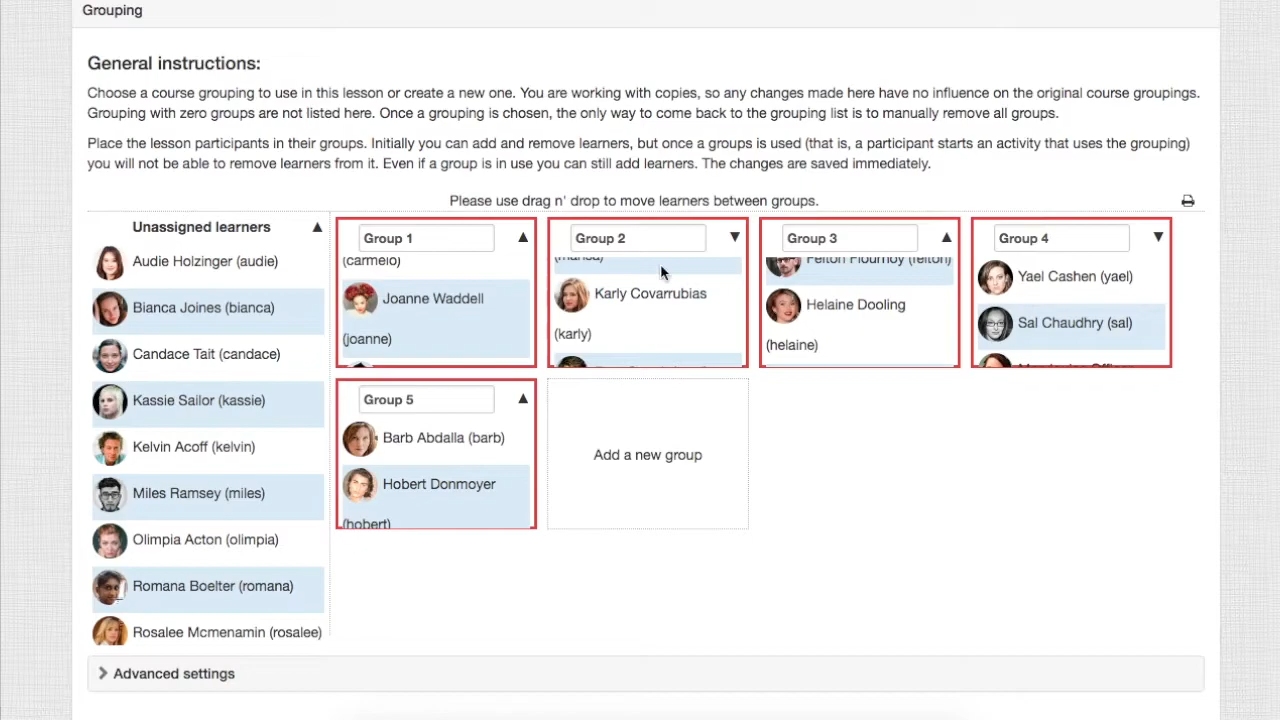 Grouping
General instructions:
Choose a course grouping to use in this lesson or create a new one. You are working with copies, so any changes made here have no influence on the original course groupings.
Grouping with zero groups are not listed here. Once a grouping is chosen, the only way to come back to the grouping list is to manually remove all groups.
Place the lesson participants in their groups. Initially you can add and remove learners, but once a groups is used (that is, a participant starts an activity that uses the grouping)
you will not be able to remove learners from it. Even if a group is in use you can still add learners. The changes are saved immediately.
Please use drag n' drop to move learners between groups.
Unassigned learners ▲
Audie Holzinger (audie)
Bianca Joines (bianca)
Candace Tait (candace)
Kassie Sailor (kassie)
Kelvin Acoff (kelvin)
Miles Ramsey (miles)
Olimpia Acton (olimpia)
Romana Boelter (romana)
Rosalee Mcmenamin (rosalee)
Group 1 ▲
(carmelo)
Joanne Waddell
(joanne)
Group 2 ▼
(marisa)
Karly Covarrubias
(karly)
Group 3 ▲
Felton Flournoy (felton)
Helaine Dooling
(helaine)
Group 4 ▼
Yael Cashen (yael)
Sal Chaudhry (sal)
Group 5 ▲
Barb Abdalla (barb)
Hobert Donmoyer
(hobert)
Add a new group
Advanced settings